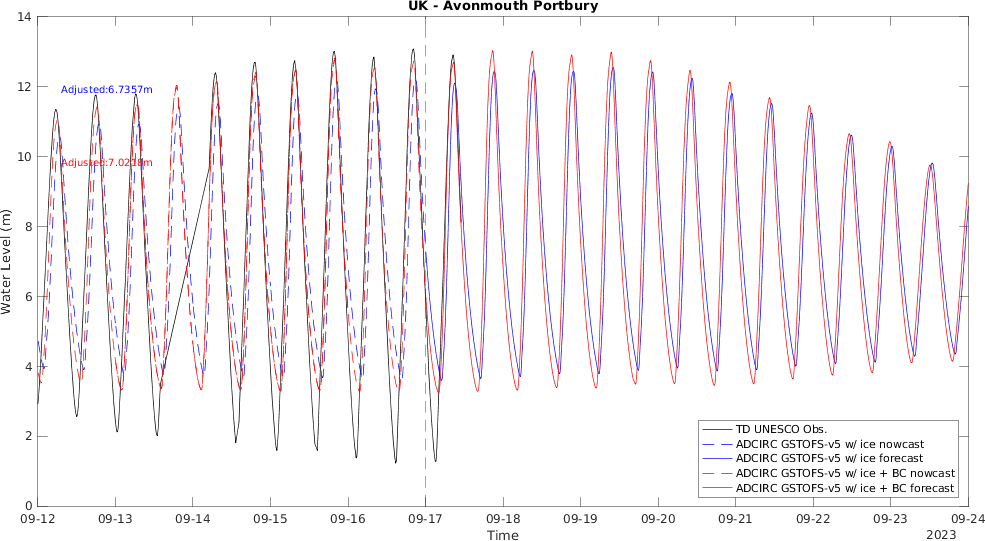 UK - Avonmouth Portbury
14
12
10
8
6
4
2
0
Water Level (m)
Adjusted:6.7357m
Adjusted:7.0218m
TD UNESCO Obs.
ADCIRC GSTOFS-v5 w/ ice nowcast
ADCIRC GSTOFS-v5 w/ ice forecast
ADCIRC GSTOFS-v5 w/ ice + BC nowcast
ADCIRC GSTOFS-v5 w/ ice + BC forecast
09-12 09-13 09-14 09-15 09-16 09-17 09-18 09-19 09-20 09-21 09-22 09-23 09-24
Time
2023